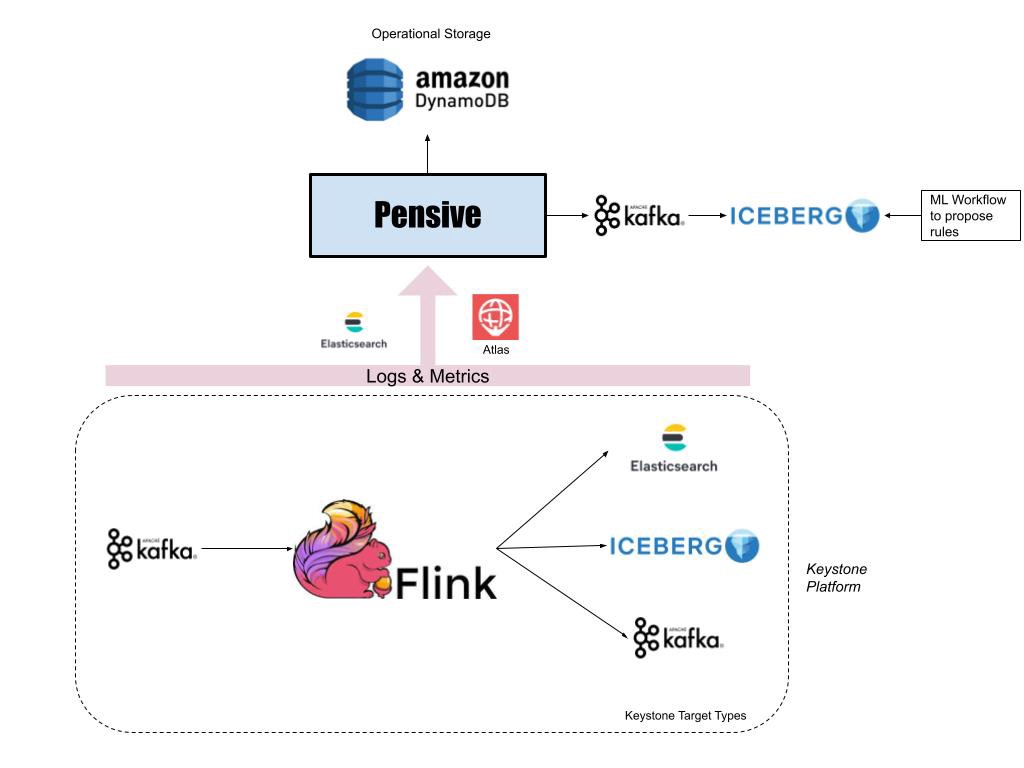 Operational Storage
amazon
DynamoDB
Pensive
APACHE
kafka®
ICEBERG
ML Workflow
to propose
rules
Elasticsearch
Atlas
Logs & Metrics
Elasticsearch
APACHE
kafka®
Flink
ICEBERG
Keystone
Platform
APACHE
kafka®
Keystone Target Types